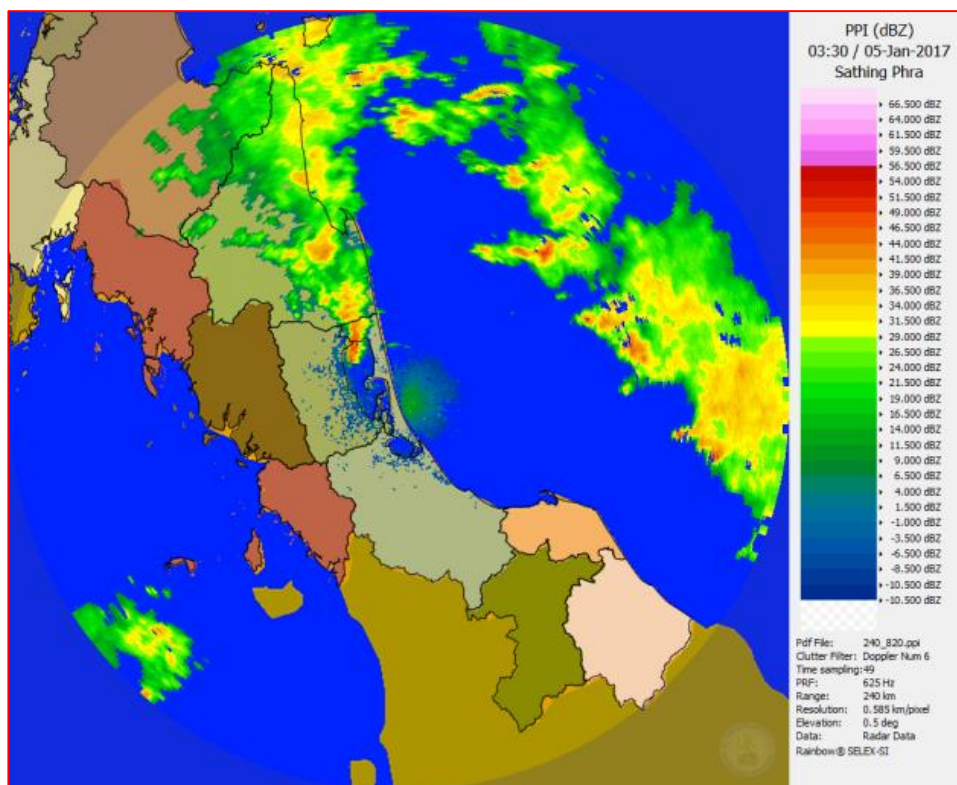 PPI (dBZ)
03:30 / 05-Jan-2017
Sathing Phra
66.500 dBZ
64.000 dBZ
61.500 dBZ
59.500 dBZ
56.500 dBZ
54.000 dBZ
51.500 dBZ
49.000 dBZ
46.500 dBZ
44.000 dBZ
41.500 dBZ
39.000 dBZ
36.500 dBZ
34.000 dBZ
31.500 dBZ
29.000 dBZ
26.500 dBZ
24.000 dBZ
21.500 dBZ
19.000 dBZ
16.500 dBZ
14.000 dBZ
11.500 dBZ
9.000 dBZ
6.500 dBZ
4.000 dBZ
1.500 dBZ
-1.000 dBZ
-3.500 dBZ
-6.500 dBZ
-8.500 dBZ
-10.500 dBZ
-10.500 dBZ
Pdf File: 240_820.ppi
Clutter Filter: Doppler Num 6
Time sampling:49
PRF: 625 Hz
Range: 240 km
Resolution: 0.585 km/pixel
Elevation: 0.5 deg
Data: Radar Data
Rainbow® SELEX-SI